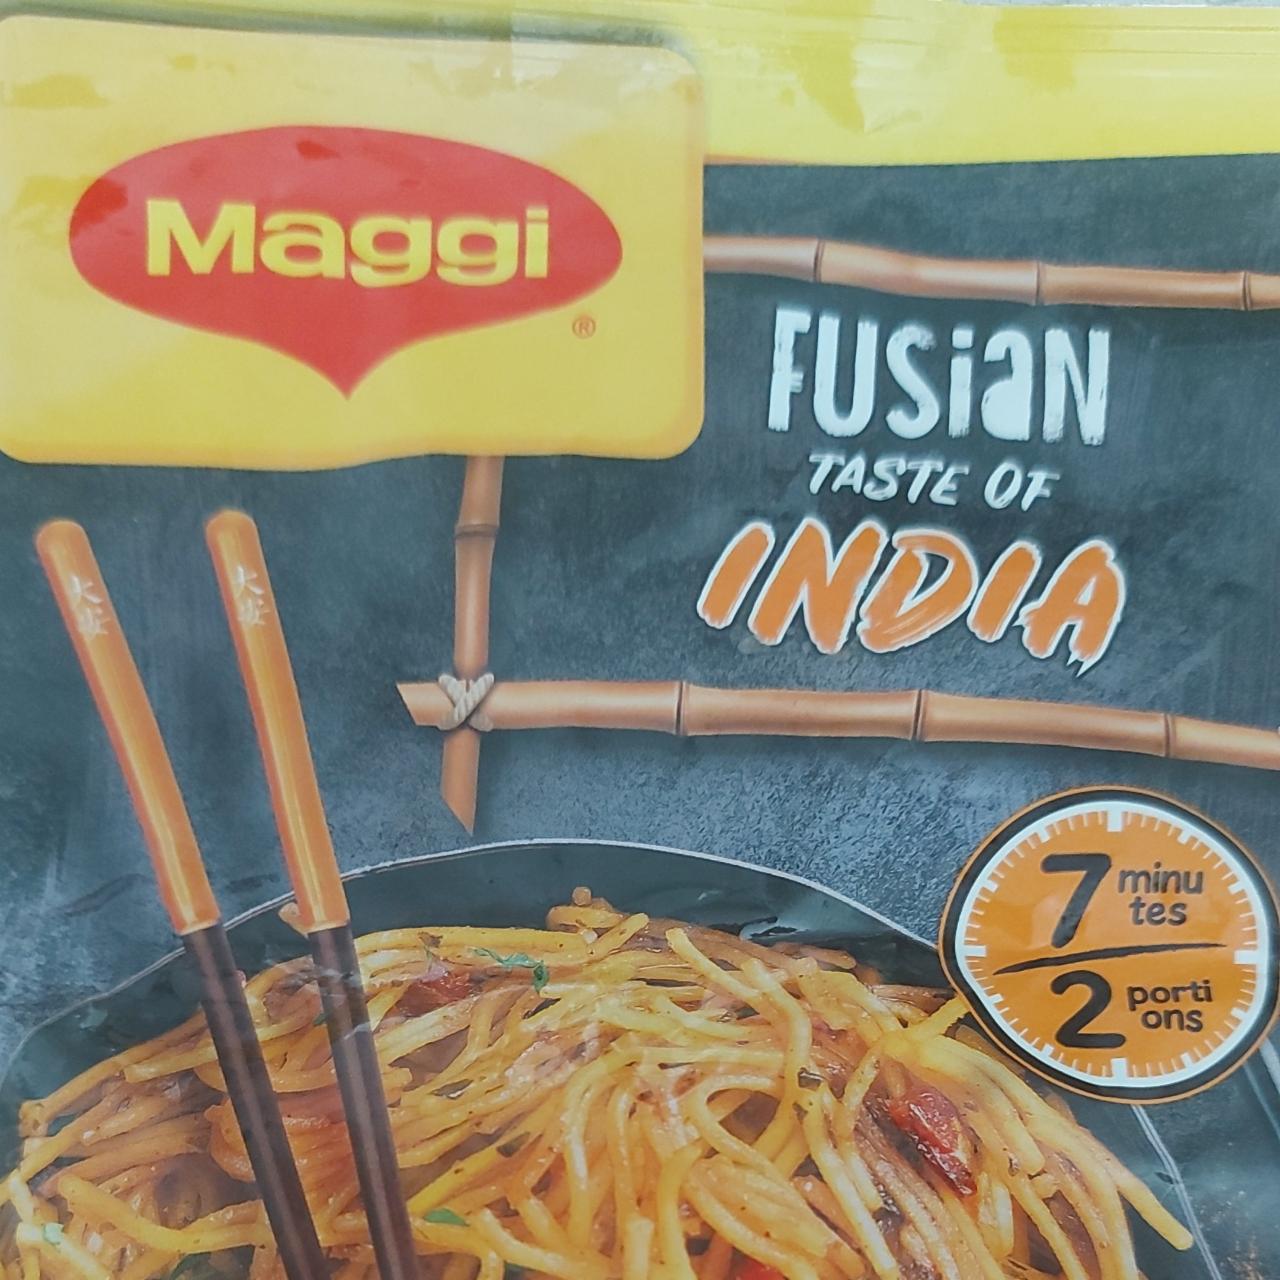 Maggi
®
FUSiaN
TASTE OF
INDIA
7 minu
tes
2 porti
ons